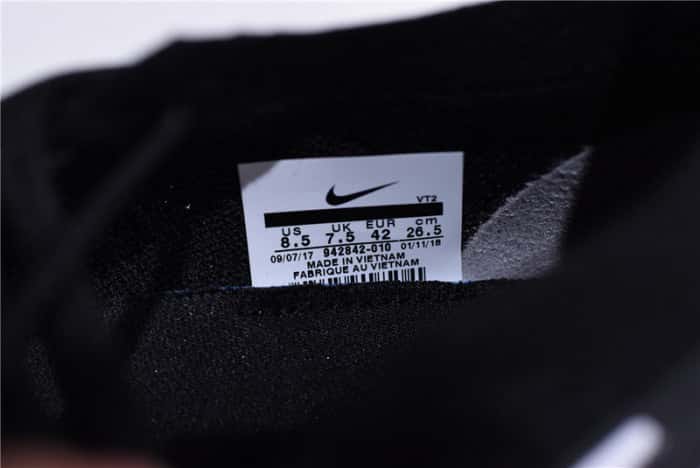 VT2
US UK EUR cm
8.5 7.5 42 26.5
09/07/17 942842-010 01/11/18
MADE IN VIETNAM
FABRIQUE AU VIETNAM